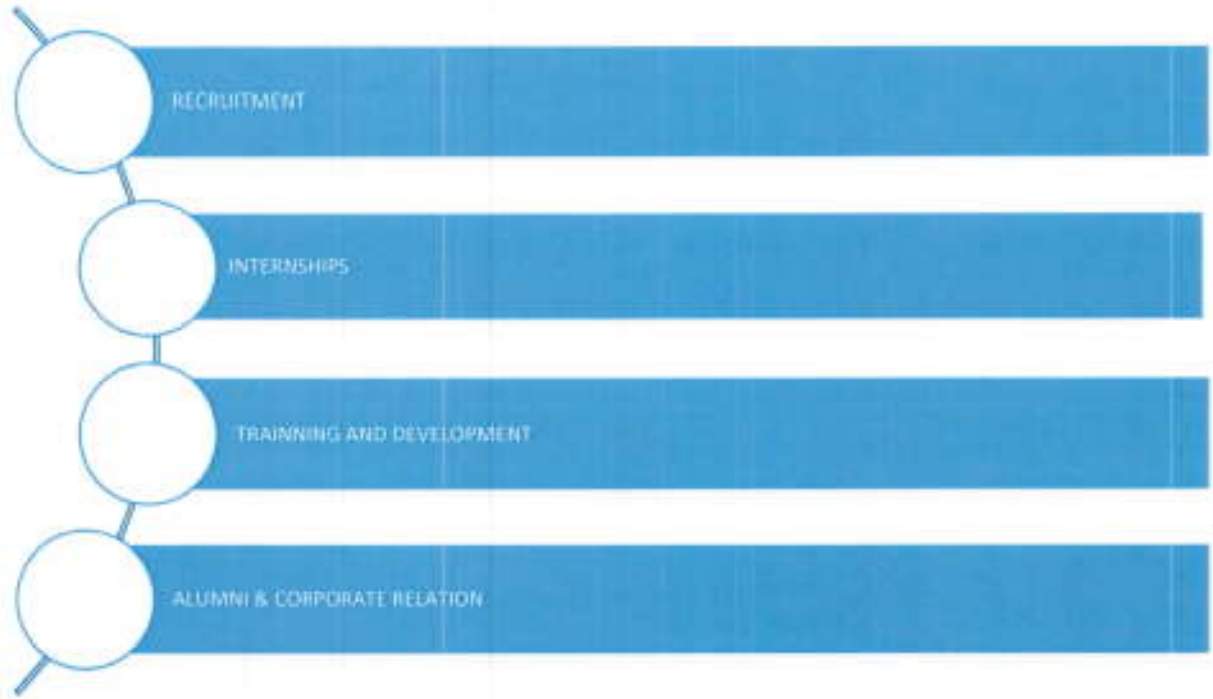 RECRUITMENT
INTERNSHIPS
TRAINNING AND DEVELOPMENT
ALUMNI & CORPORATE RELATION